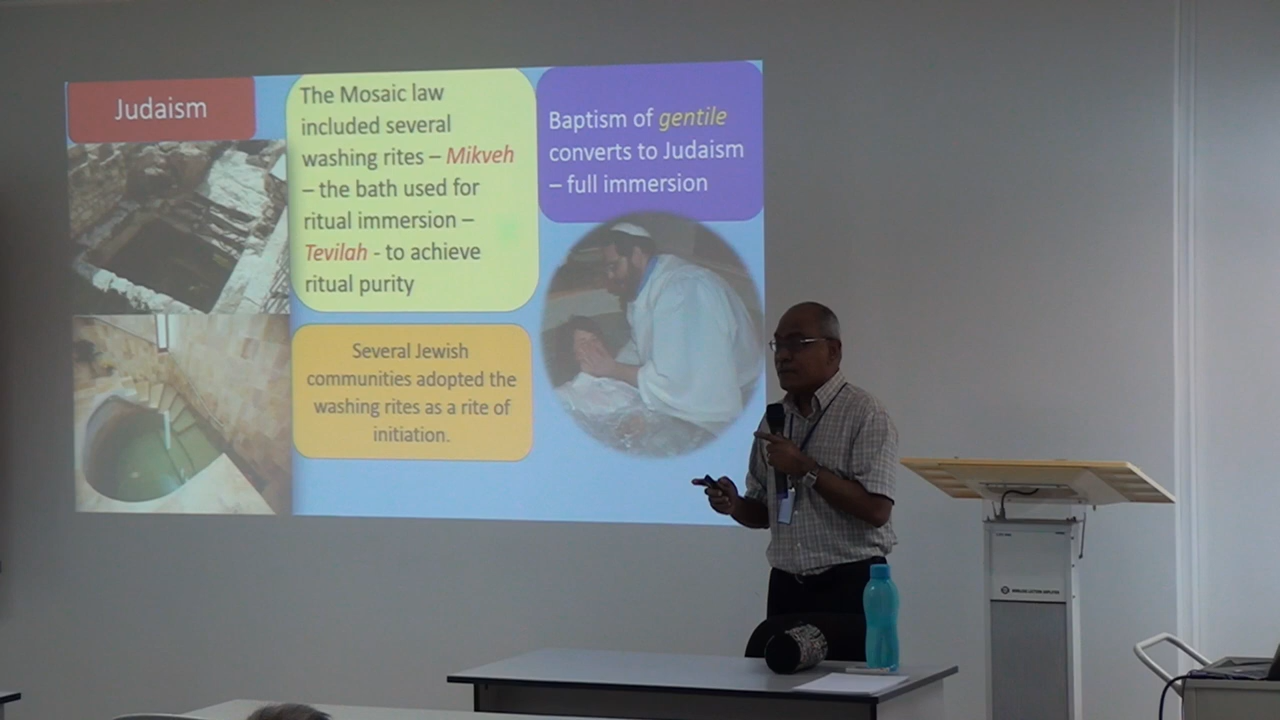 Judaism
The Mosaic law
included several
washing rites – Mikveh
– the bath used for
ritual immersion –
Tevilah - to achieve
ritual purity
Several Jewish
communities adopted the
washing rites as a rite of
initiation.
Baptism of gentile
converts to Judaism
– full immersion